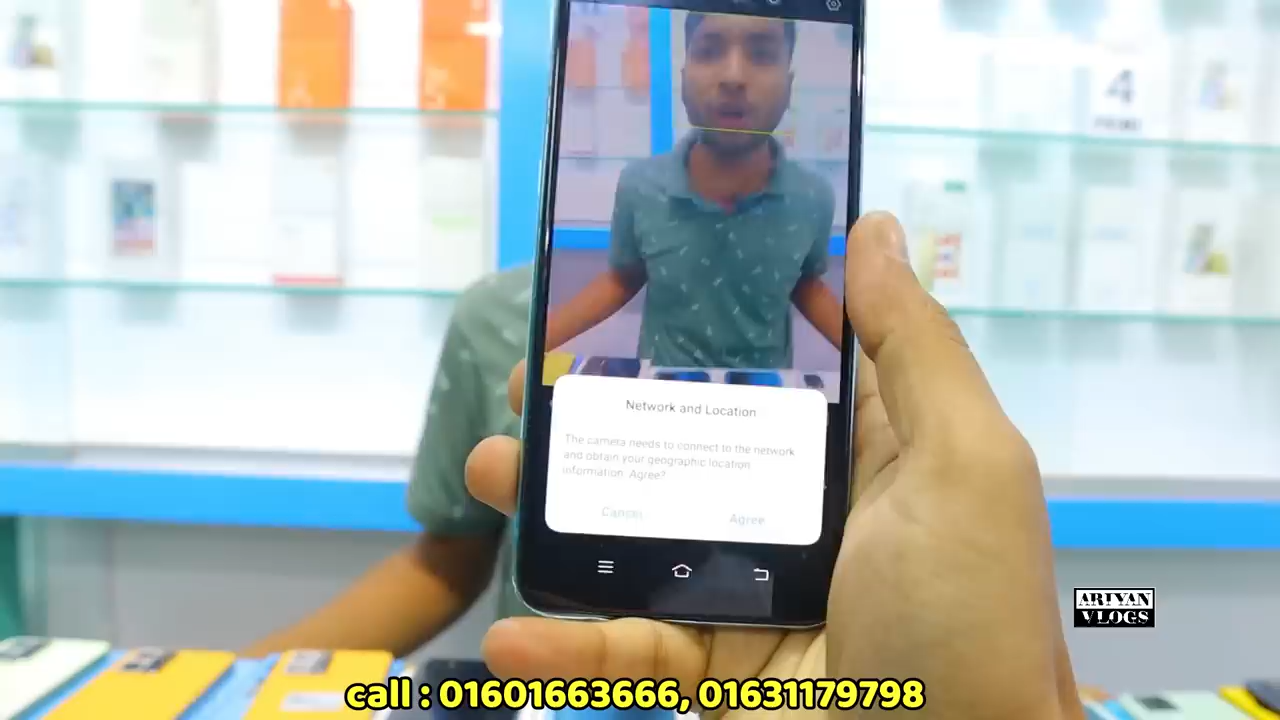 4
Network and Location
The camera needs to connect to the network
and obtain your geographic location
information. Agree?
Cancel
Agree
ARIYAN
VLOGS
call : 01601663666, 01631179798